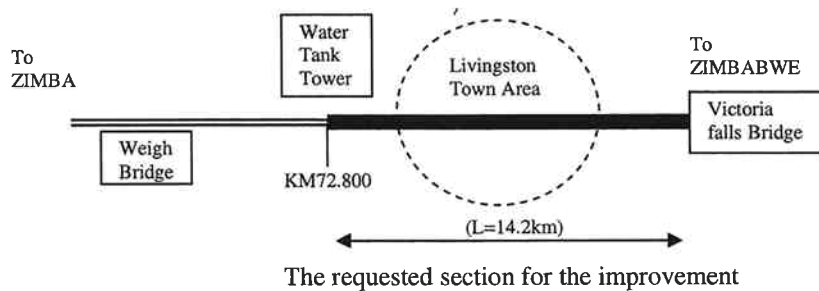 To
ZIMBA
Water
Tank
Tower
Livingston
Town Area
To
ZIMBABWE
Victoria
falls Bridge
Weigh
Bridge
KM72.800
(L=14.2km)
The requested section for the improvement